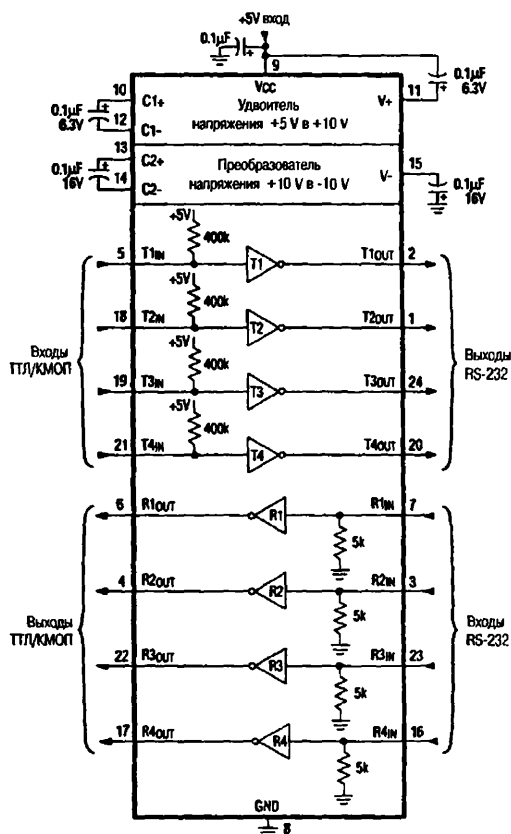 +5V вход
0.1µF
9
0.1µF
6.3V
10
C1+
VCC
Удвоитель
напряжения +5 V в +10 V
V+
11
0.1µF
6.3V
12
C1-
13
C2+
Преобразователь
напряжения +10 V в -10 V
V-
15
0.1µF
16V
14
C2-
0.1µF
16V
+5V
400k
5
T1IN
T1
T1OUT
2
+5V
400k
18
T2IN
T2
T2OUT
1
Входы
ТТЛ/КМОП
Выходы
RS-232
+5V
400k
19
T3IN
T3
T3OUT
24
+5V
400k
21
T4IN
T4
T4OUT
20
6
R1OUT
R1
R1IN
7
5k
4
R2OUT
R2
R2IN
3
5k
Выходы
ТТЛ/КМОП
Входы
RS-232
22
R3OUT
R3
R3IN
23
5k
17
R4OUT
R4
R4IN
16
5k
GND
8